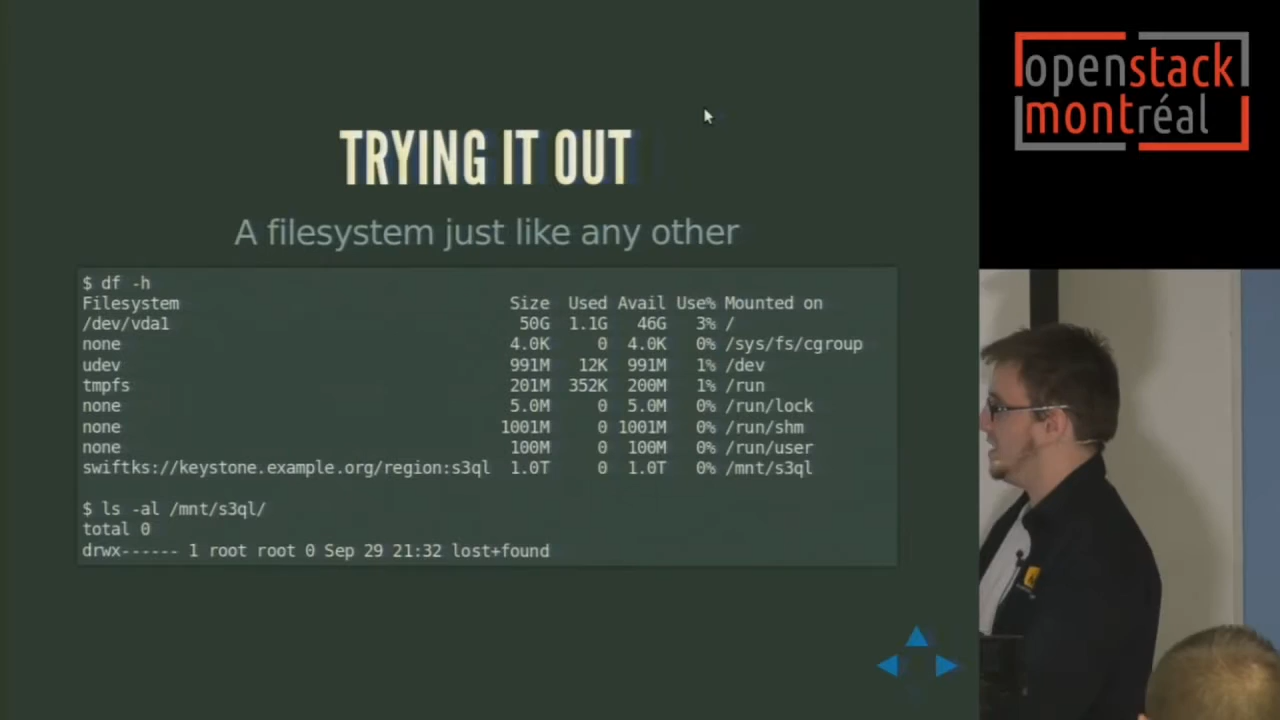 TRYING IT OUT
A filesystem just like any other
$ df -h
Filesystem Size Used Avail Use% Mounted on
/dev/vda1 50G 1.1G 46G 3% /
none 4.0K 0 4.0K 0% /sys/fs/cgroup
udev 991M 12K 991M 1% /dev
tmpfs 201M 352K 200M 1% /run
none 5.0M 0 5.0M 0% /run/lock
none 1001M 0 1001M 0% /run/shm
none 100M 0 100M 0% /run/user
swiftks://keystone.example.org/region:s3ql 1.0T 0 1.0T 0% /mnt/s3ql
$ ls -al /mnt/s3ql/
total 0
drwx------ 1 root root 0 Sep 29 21:32 lost+found
openstack
montréal